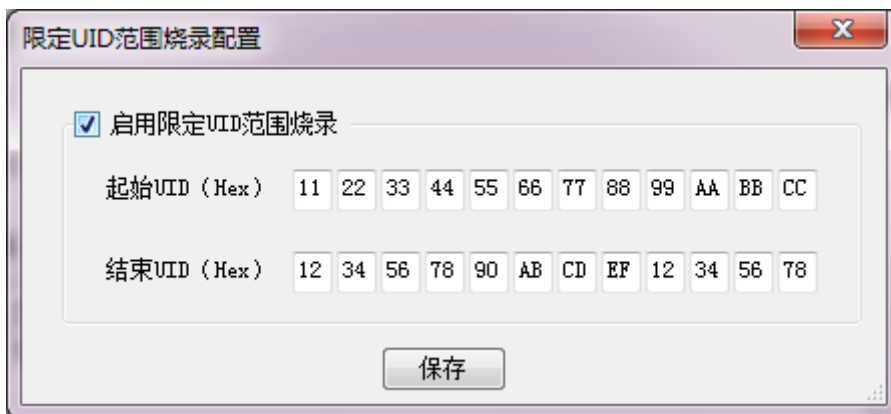 限定UID范围烧录配置
启用限定UID范围烧录
起始UID（Hex） 11 22 33 44 55 66 77 88 99 AA BB CC
结束UID（Hex） 12 34 56 78 90 AB CD EF 12 34 56 78
保存